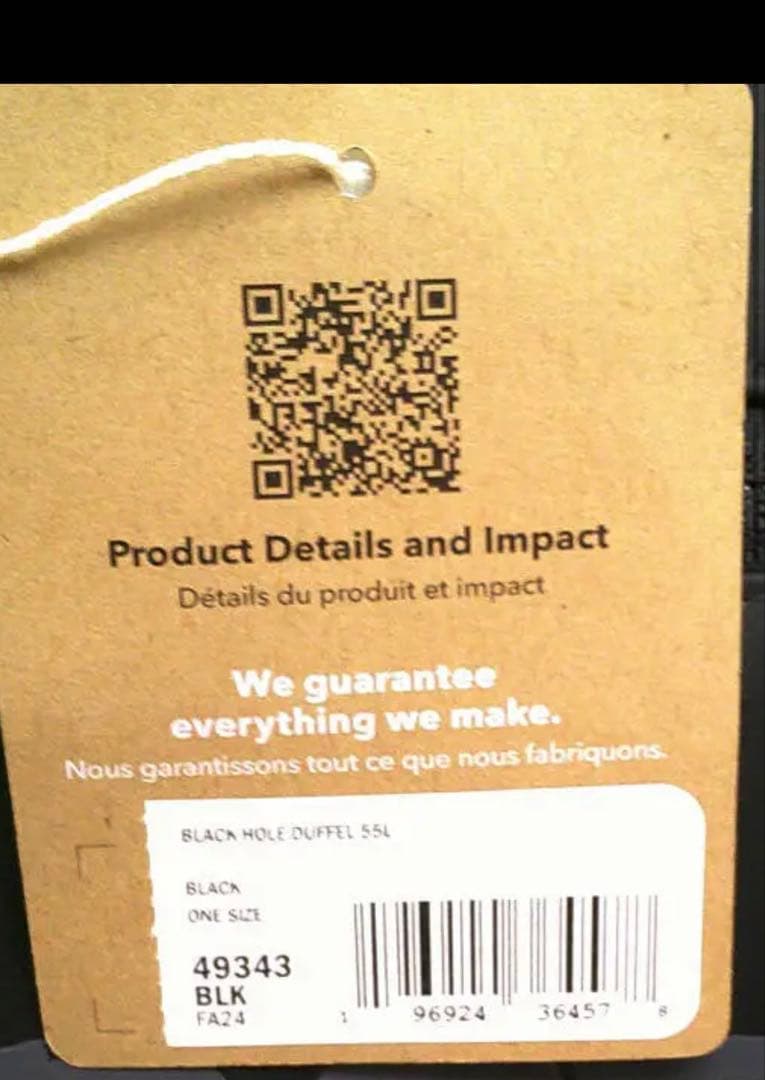 Product Details and Impact
Détails du produit et impact
We guarantee
everything we make.
Nous garantissons tout ce que nous fabriquons.
BLACK HOLE DUFFEL 55L
BLACK
ONE SIZE
49343
BLK
FA24
1 96924 36457 8